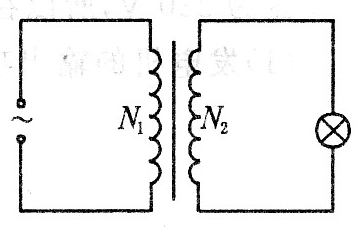 ~ N₁ N₂